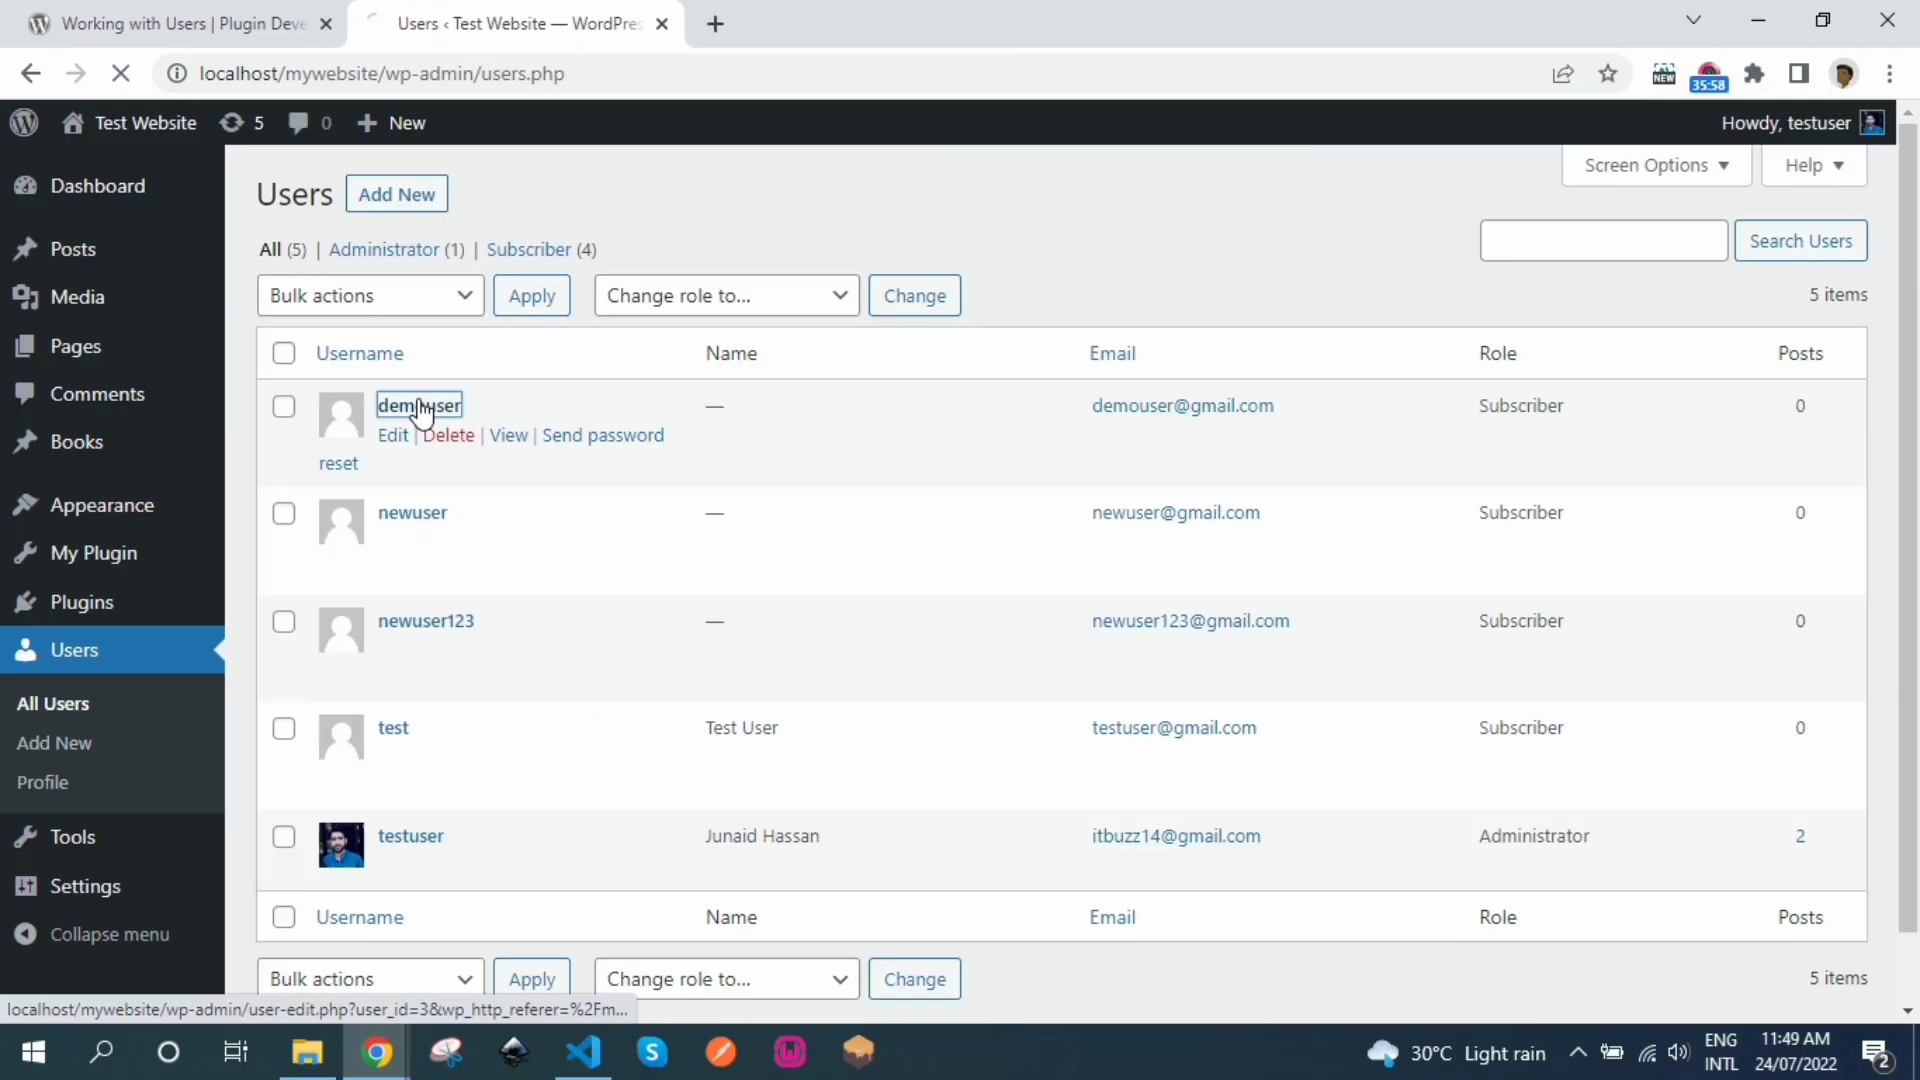 Working with Users | Plugin Deve
Users ‹ Test Website — WordPres
localhost/mywebsite/wp-admin/users.php
NEW
35:58
Test Website
5
0
New
Howdy, testuser
Screen Options
Help
Dashboard
Posts
Media
Pages
Comments
Books
Appearance
My Plugin
Plugins
Users
All Users
Add New
Profile
Tools
Settings
Collapse menu
Users
Add New
All (5) | Administrator (1) | Subscriber (4)
Search Users
Bulk actions
Apply
Change role to...
Change
5 items
Username Name Email Role Posts
demouser — demouser@gmail.com Subscriber 0
Edit | Delete | View | Send password
reset
newuser — newuser@gmail.com Subscriber 0
newuser123 — newuser123@gmail.com Subscriber 0
test Test User testuser@gmail.com Subscriber 0
testuser Junaid Hassan itbuzz14@gmail.com Administrator 2
Username Name Email Role Posts
Bulk actions
Apply
Change role to...
Change
5 items
localhost/mywebsite/wp-admin/user-edit.php?user_id=3&wp_http_referer=%2Fm...
30°C Light rain
ENG
INTL
11:49 AM
24/07/2022
2